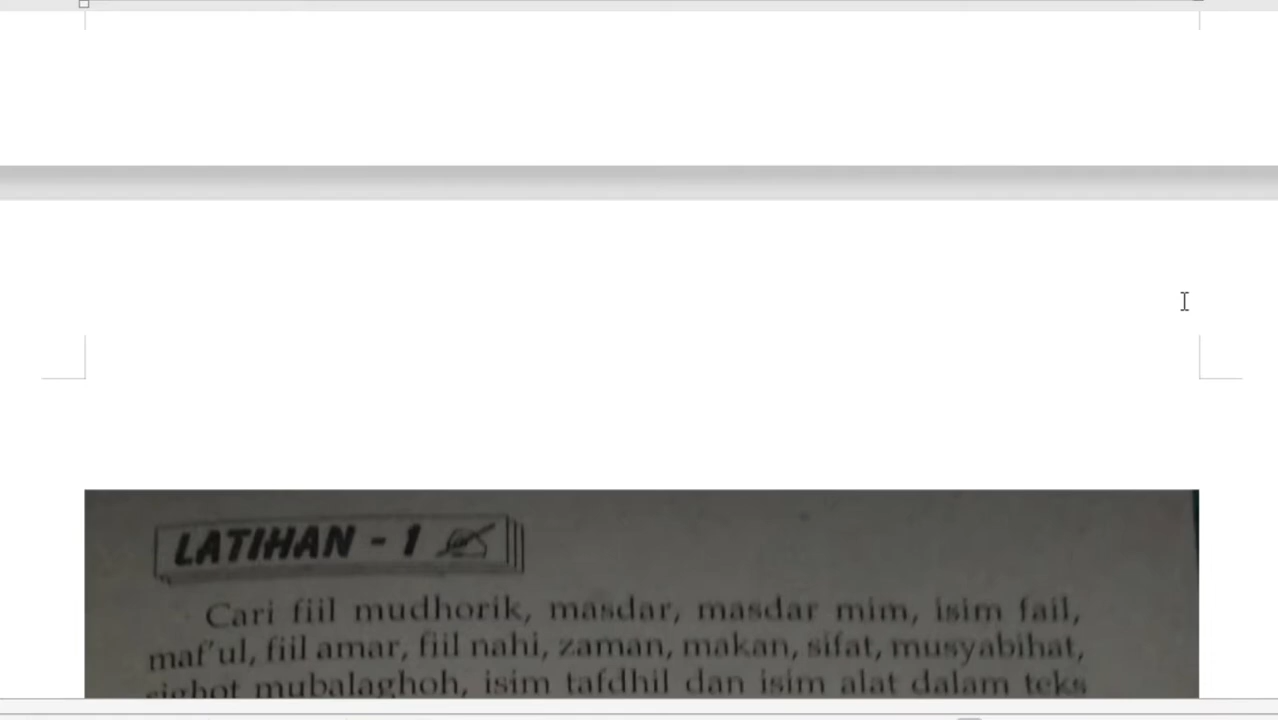 LATIHAN - 1
Cari fiil mudhorik, masdar, masdar mim, isim fail,
maf'ul, fiil amar, fiil nahi, zaman, makan, sifat, musyabihat,
sighot mubalaghoh, isim tafdhil dan isim alat dalam teks